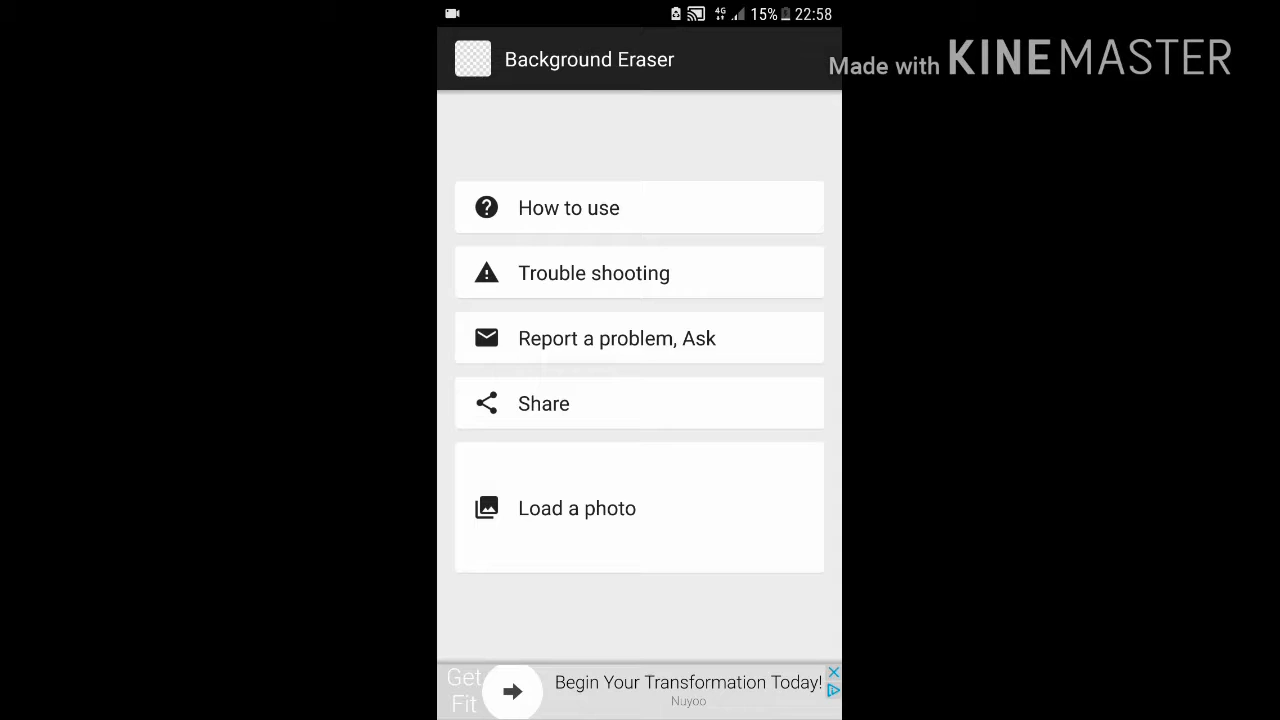 4G 15% 22:58
Background Eraser
Made with KINEMASTER
How to use
Trouble shooting
Report a problem, Ask
Share
Load a photo
Get
Fit
Begin Your Transformation Today!
Nuyoo